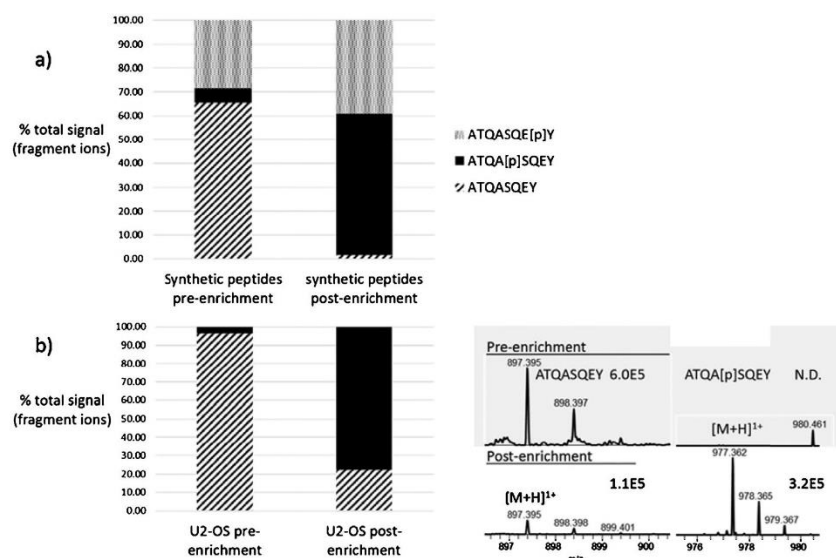 a)
% total signal
(fragment ions)
100.00
90.00
80.00
70.00
60.00
50.00
40.00
30.00
20.00
10.00
0.00
Synthetic peptides
pre-enrichment
synthetic peptides
post-enrichment
ATQASQE[p]Y
ATQA[p]SQEY
ATQASQEY
b)
% total signal
(fragment ions)
100.00
90.00
80.00
70.00
60.00
50.00
40.00
30.00
20.00
10.00
0.00
U2-OS pre-
enrichment
U2-OS post-
enrichment
Pre-enrichment
897.395
ATQASQEY 6.0E5
898.397
ATQA[p]SQEY N.D.
[M+H]¹⁺
980.461
Post-enrichment
[M+H]¹⁺
1.1E5
897.395
898.398
899.401
977.362
3.2E5
978.365
979.367
897 898 899 900
976 978 980